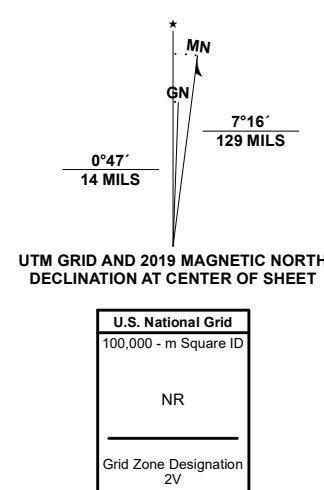 ★
MN
GN
7°16´
129 MILS
0°47´
14 MILS
UTM GRID AND 2019 MAGNETIC NORTH
DECLINATION AT CENTER OF SHEET
U.S. National Grid
100,000 - m Square ID
NR
Grid Zone Designation
2V